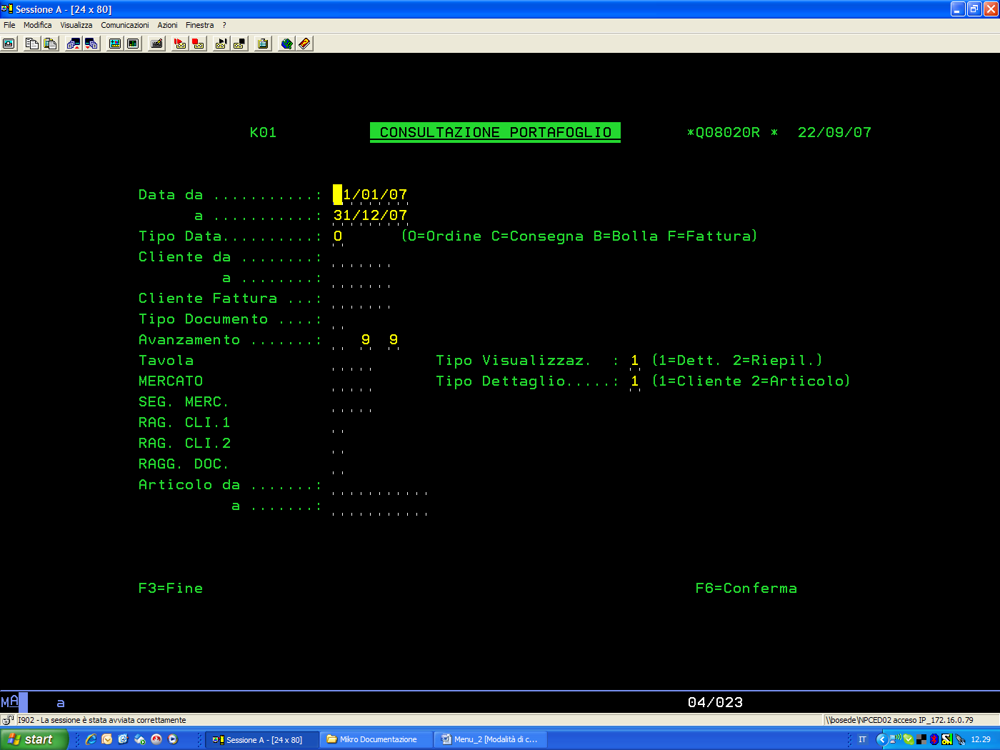 Sessione A - [24 x 80]
File Modifica Visualizza Comunicazioni Azioni Finestra ?
K01 CONSULTAZIONE PORTAFOGLIO *Q08020R * 22/09/07
Data da ...........: 1/01/07
a ...........: 31/12/07
Tipo Data..........: O (O=Ordine C=Consegna B=Bolla F=Fattura)
Cliente da ........:
a ........:
Cliente Fattura ...:
Tipo Documento ....:
Avanzamento .......: 9 9
Tavola Tipo Visualizzaz. : 1 (1=Dett. 2=Riepil.)
MERCATO Tipo Dettaglio.....: 1 (1=Cliente 2=Articolo)
SEG. MERC.
RAG. CLI.1
RAG. CLI.2
RAGG. DOC.
Articolo da .......:
a .......:
F3=Fine F6=Conferma
MA a 04/023
I902 - La sessione è stata avviata correttamente \\bosede\NPCED02 acceso IP_172.16.0.79
start Sessione A - [24 x 80] Mikro Documentazione Menu_2 [Modalità di c... IT 12.29